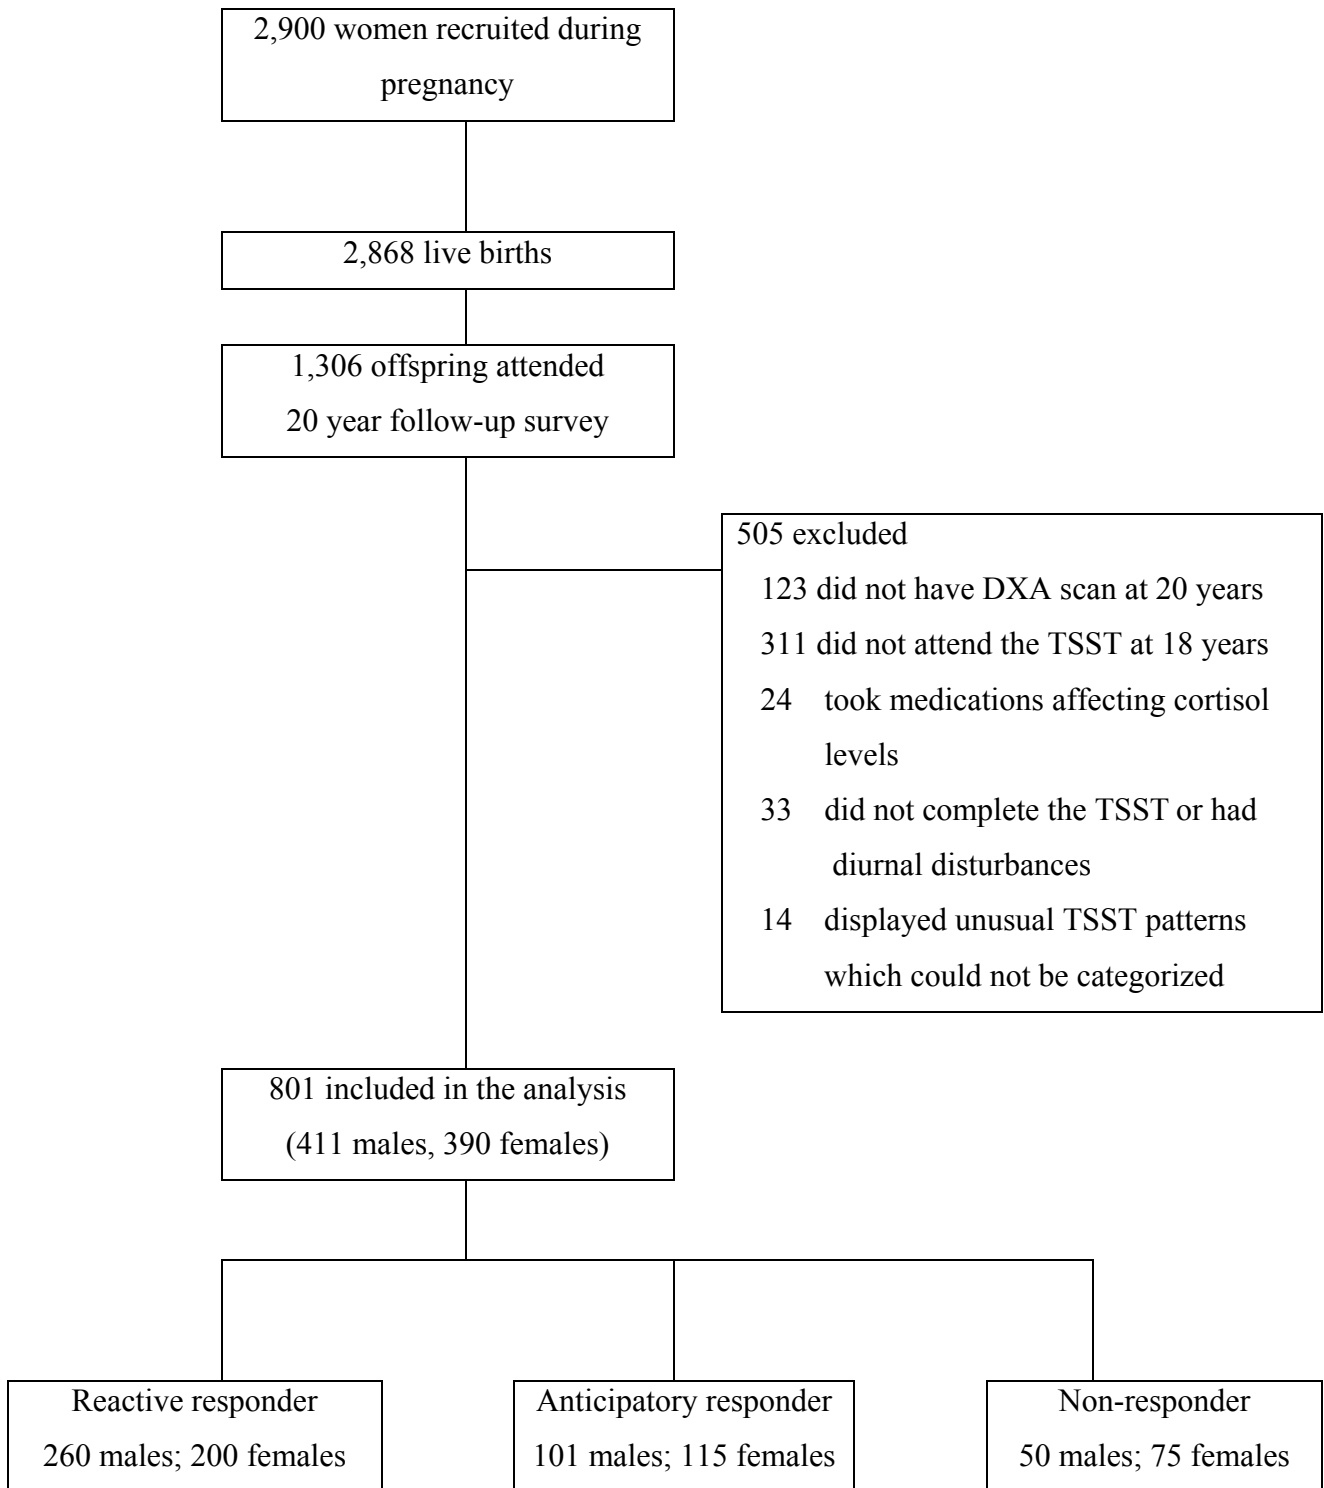 2,900 women recruited during
pregnancy
2,868 live births
1,306 offspring attended
20 year follow-up survey
505 excluded
123 did not have DXA scan at 20 years
311 did not attend the TSST at 18 years
24 took medications affecting cortisol
levels
33 did not complete the TSST or had
diurnal disturbances
14 displayed unusual TSST patterns
which could not be categorized
801 included in the analysis
(411 males, 390 females)
Reactive responder
260 males; 200 females
Anticipatory responder
101 males; 115 females
Non-responder
50 males; 75 females